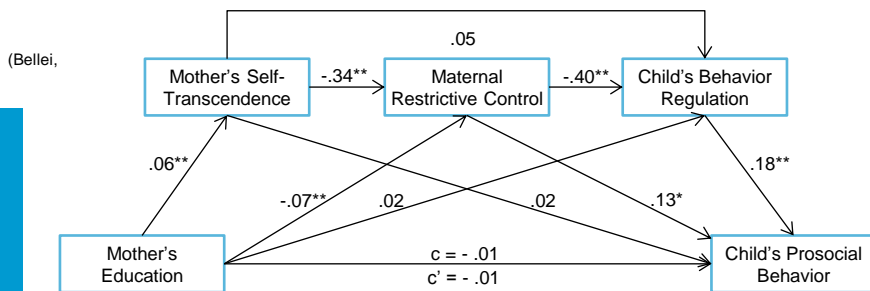 .05
(Bellei,
Mother's Self-
Transcendence
-.34**
Maternal
Restrictive Control
-.40**
Child's Behavior
Regulation
.06**
-.07**
.02
.02
.13*
.18**
Mother's
Education
c = - .01
c' = - .01
Child's Prosocial
Behavior